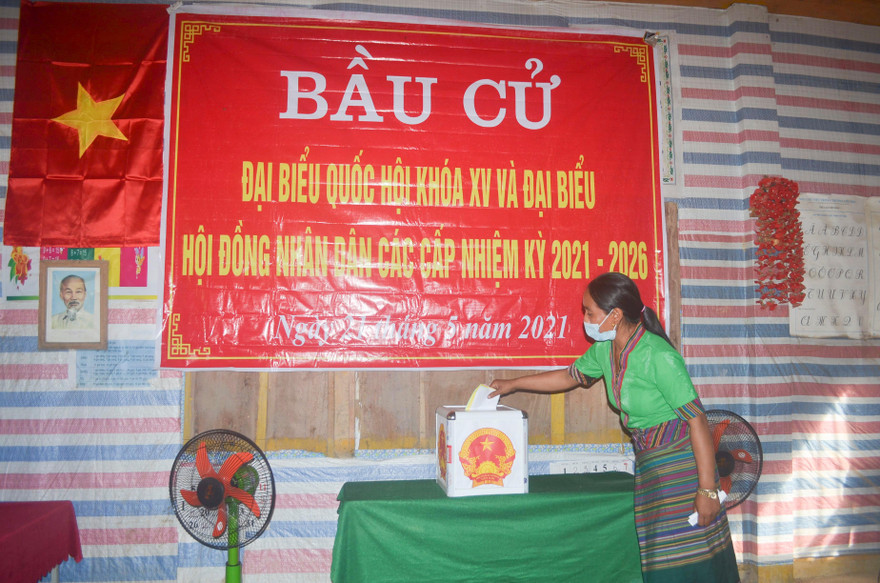 BẦU CỬ
ĐẠI BIỂU QUỐC HỘI KHÓA XV VÀ ĐẠI BIỂU
HỘI ĐỒNG NHÂN DÂN CÁC CẤP NHIỆM KỲ 2021 - 2026
Ngày 21 tháng 5 năm 2021